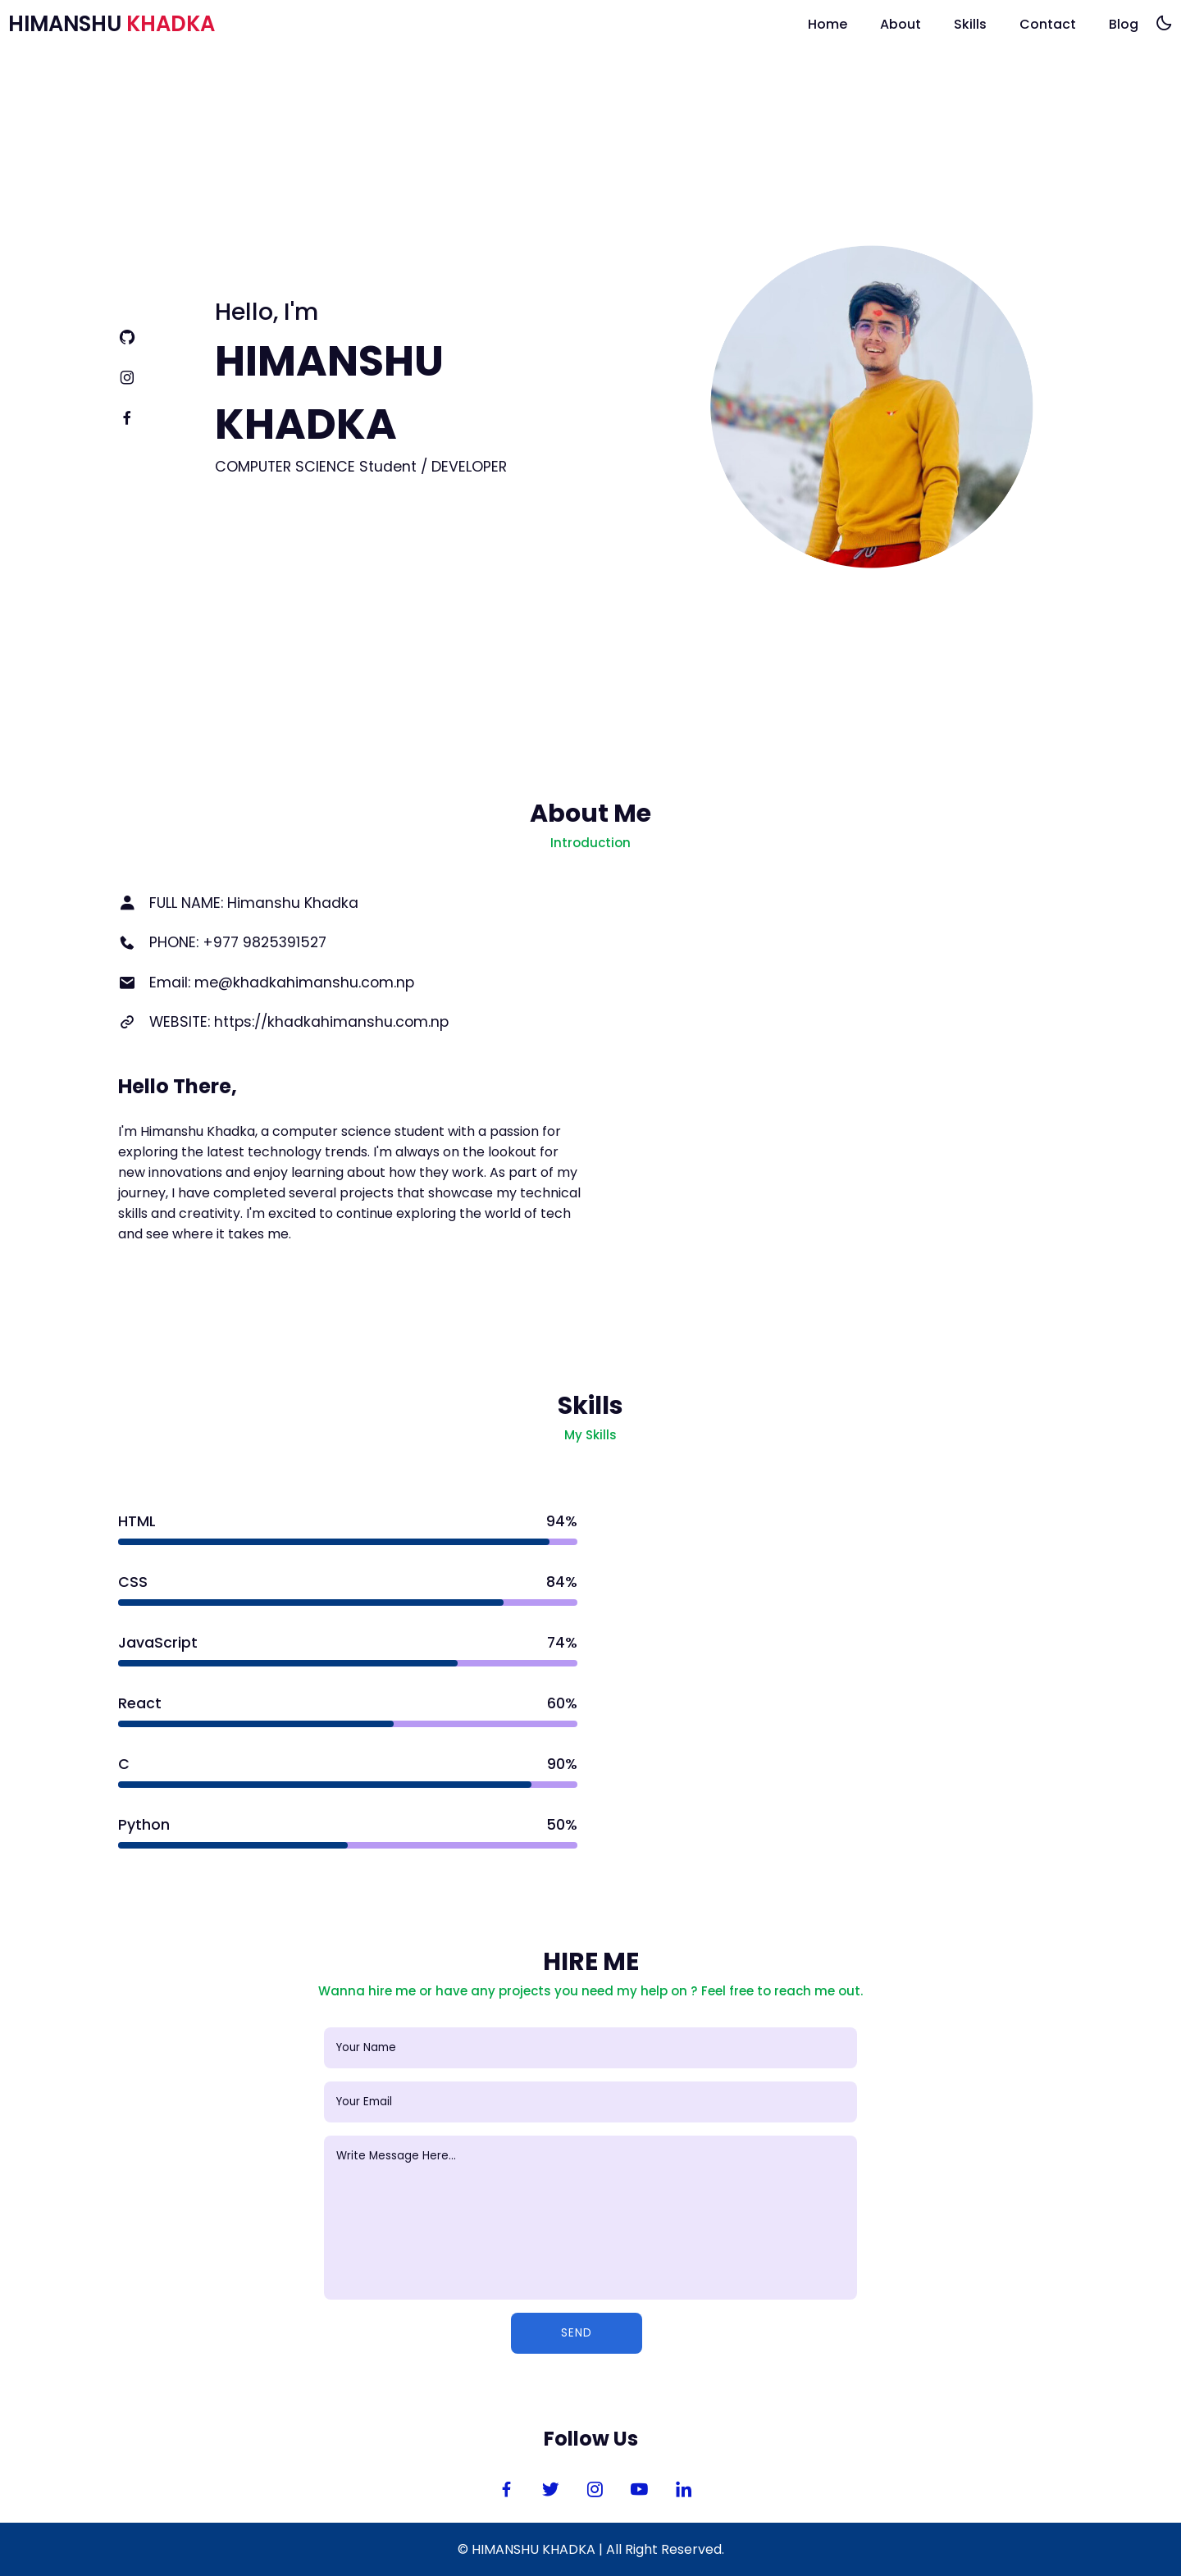 HIMANSHU KHADKA
Home About Skills Contact Blog
Hello, I'm
HIMANSHU
KHADKA
COMPUTER SCIENCE Student / DEVELOPER
About Me
Introduction
FULL NAME: Himanshu Khadka
PHONE: +977 9825391527
Email: me@khadkahimanshu.com.np
WEBSITE: https://khadkahimanshu.com.np
Hello There,
I'm Himanshu Khadka, a computer science student with a passion for
exploring the latest technology trends. I'm always on the lookout for
new innovations and enjoy learning about how they work. As part of my
journey, I have completed several projects that showcase my technical
skills and creativity. I'm excited to continue exploring the world of tech
and see where it takes me.
Skills
My Skills
HTML 94%
CSS 84%
JavaScript 74%
React 60%
C 90%
Python 50%
HIRE ME
Wanna hire me or have any projects you need my help on ? Feel free to reach me out.
Your Name
Your Email
Write Message Here...
SEND
Follow Us
© HIMANSHU KHADKA | All Right Reserved.